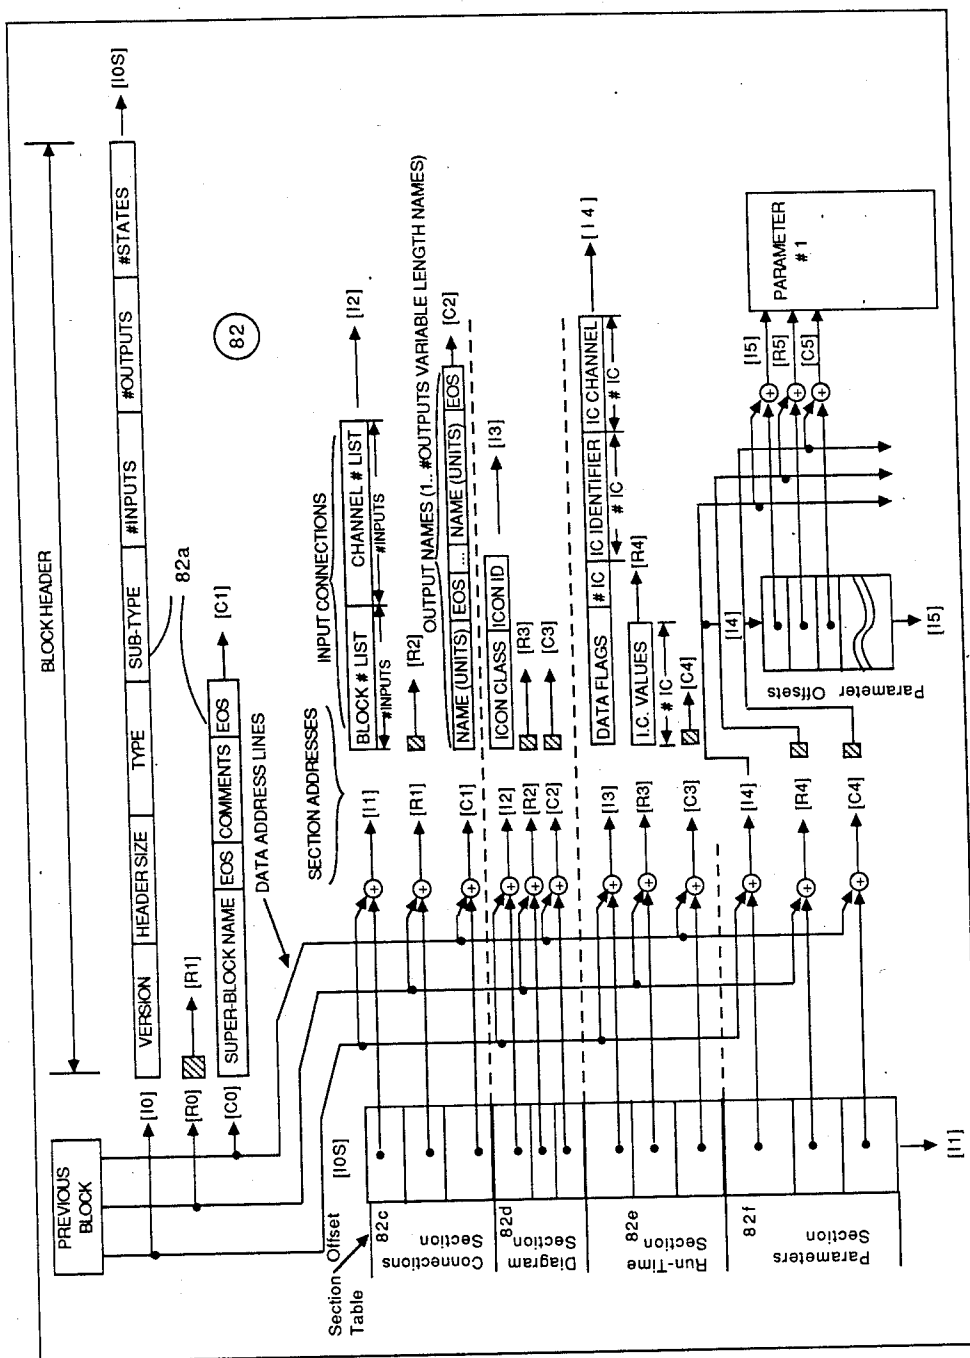 BLOCK HEADER
VERSION HEADER SIZE TYPE SUB-TYPE #INPUTS #OUTPUTS #STATES
[I0S]
PREVIOUS BLOCK
[I0]
[R0]
[R1]
[C0]
SUPER-BLOCK NAME EOS COMMENTS EOS
[C1]
82a
82
DATA ADDRESS LINES
SECTION ADDRESSES
INPUT CONNECTIONS
Section Offset Table
[I0S]
82c
Connections Section
[I1]
[R1]
[C1]
BLOCK # LIST CHANNEL # LIST
[I2]
#INPUTS #INPUTS
[R2]
OUTPUT NAMES (1.. #OUTPUTS VARIABLE LENGTH NAMES)
NAME (UNITS) EOS ... NAME (UNITS) EOS
[C2]
82d
Diagram Section
[I2]
[R2]
[C2]
ICON CLASS ICON ID
[I3]
[R3]
[C3]
82e
Run-Time Section
[I3]
[R3]
[C3]
DATA FLAGS # IC IC IDENTIFIER IC CHANNEL
[I4]
# IC # IC
I.C. VALUES
[R4]
# IC
[C4]
82f
Parameters Section
[I4]
[R4]
[C4]
[I1]
[I4]
Parameter Offsets
[I5]
[I5]
[R5]
[C5]
PARAMETER
# 1